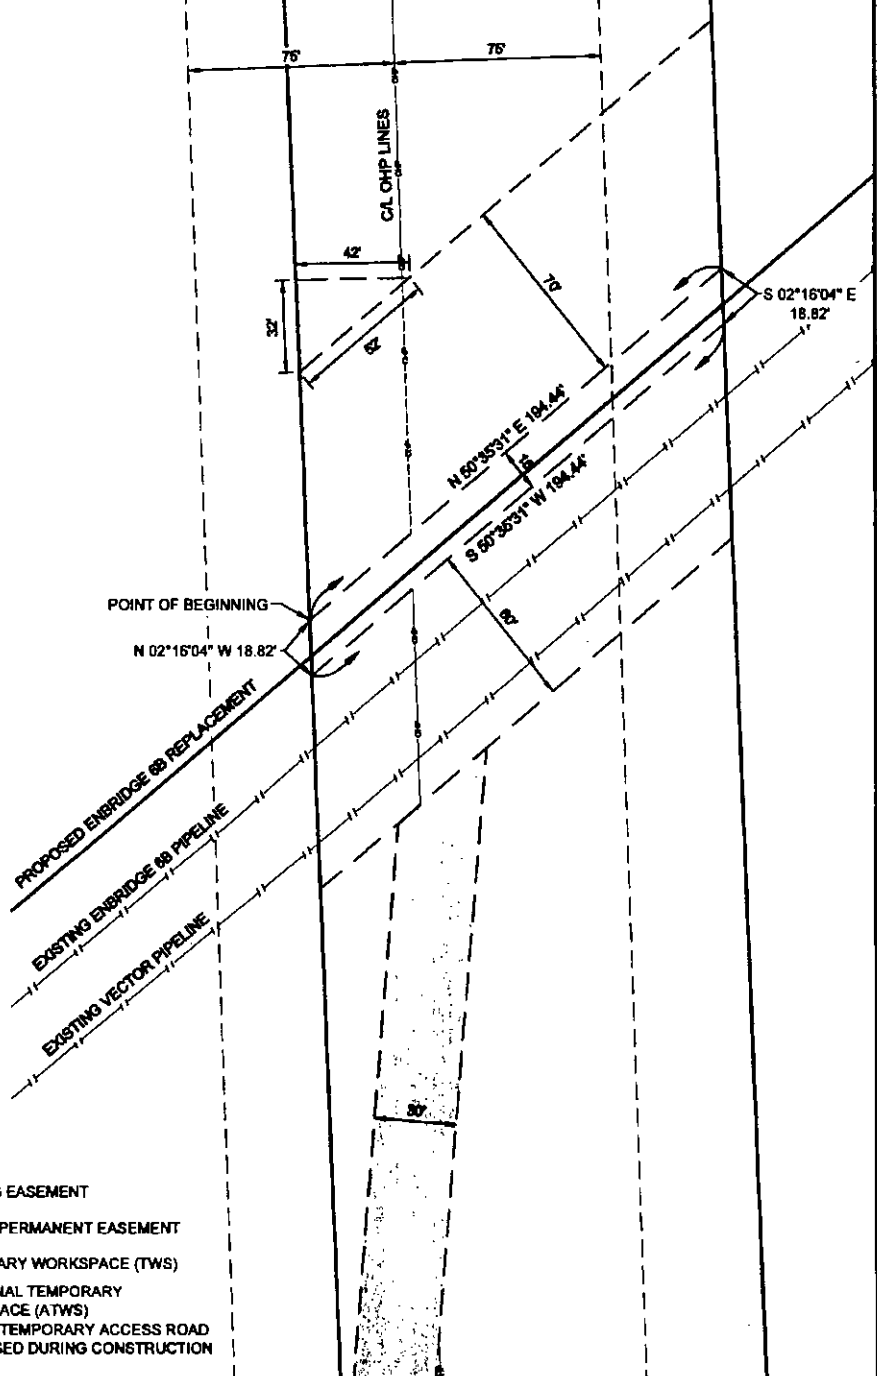 75'
75'
C/L OHP LINES
42'
32'
52'
70'
S 02°16'04" E
18.82'
N 50°35'31" E 194.44'
15'
S 50°35'31" W 194.44'
POINT OF BEGINNING
N 02°16'04" W 18.82'
60'
PROPOSED ENBRIDGE 6B REPLACEMENT
EXISTING ENBRIDGE 6B PIPELINE
EXISTING VECTOR PIPELINE
30'
EASEMENT
PERMANENT EASEMENT
ARY WORKSPACE (TWS)
NAL TEMPORARY
ACE (ATWS)
TEMPORARY ACCESS ROAD
SED DURING CONSTRUCTION